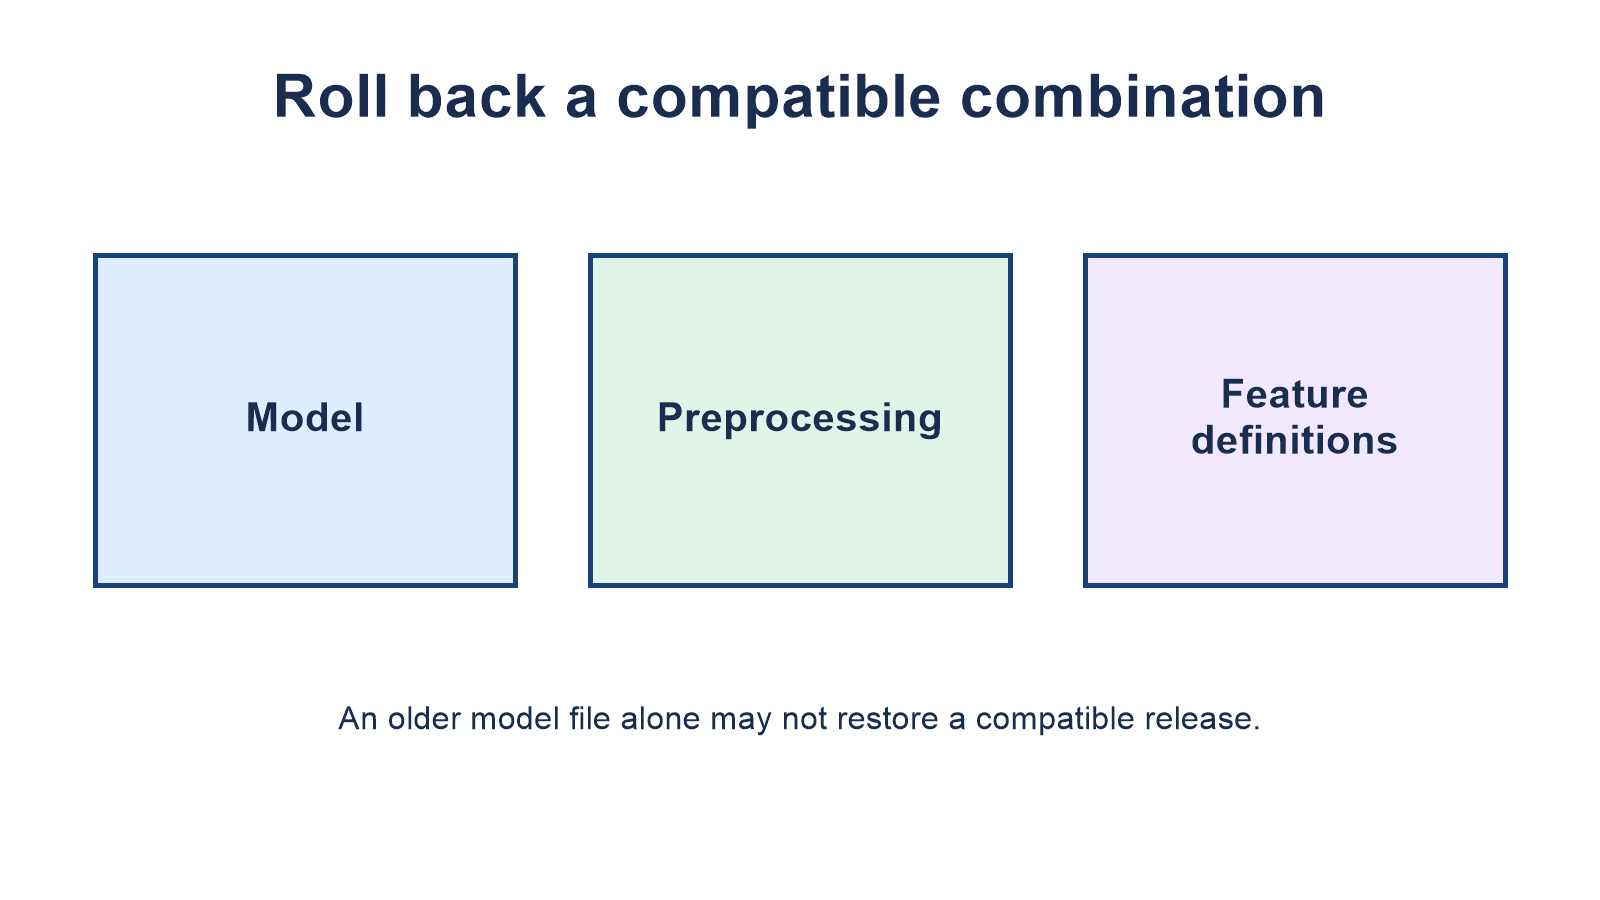 Roll back a compatible combination
Model
Preprocessing
Feature
definitions
An older model file alone may not restore a compatible release.